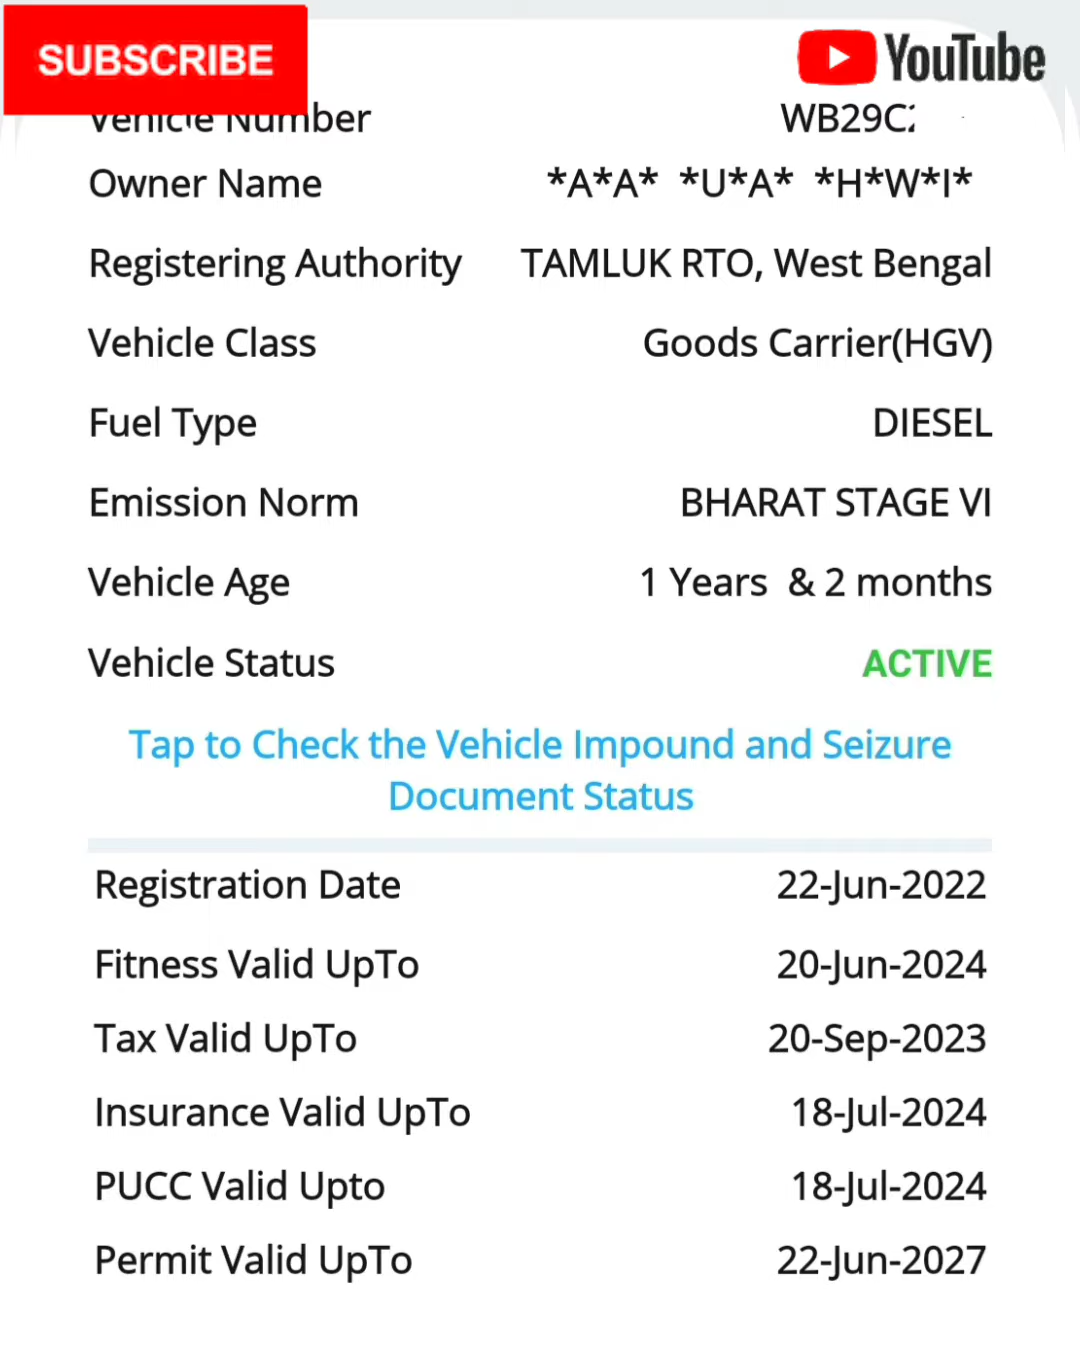 SUBSCRIBE
YouTube
Vehicle Number WB29C
Owner Name *A*A* *U*A* *H*W*I*
Registering Authority TAMLUK RTO, West Bengal
Vehicle Class Goods Carrier(HGV)
Fuel Type DIESEL
Emission Norm BHARAT STAGE VI
Vehicle Age 1 Years & 2 months
Vehicle Status ACTIVE
Tap to Check the Vehicle Impound and Seizure
Document Status
Registration Date 22-Jun-2022
Fitness Valid UpTo 20-Jun-2024
Tax Valid UpTo 20-Sep-2023
Insurance Valid UpTo 18-Jul-2024
PUCC Valid Upto 18-Jul-2024
Permit Valid UpTo 22-Jun-2027